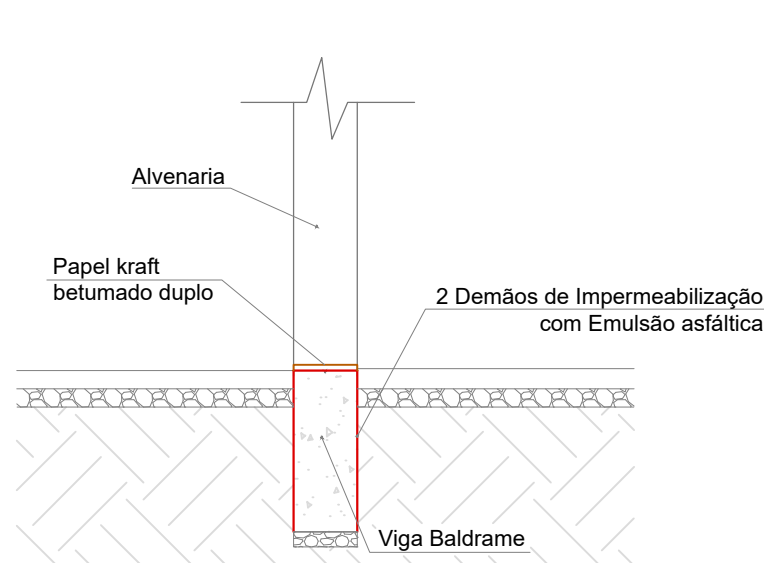 Alvenaria
Papel kraft
betumado duplo
2 Demãos de Impermeabilização
com Emulsão asfáltica
Viga Baldrame